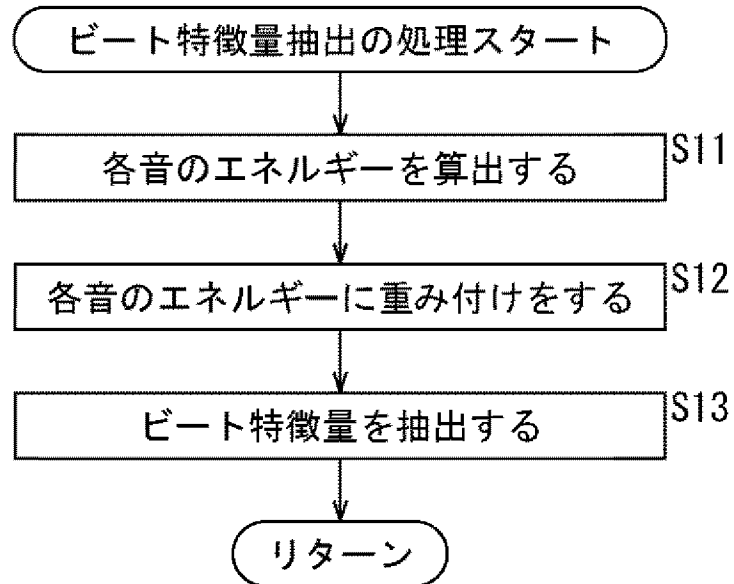 ビート特徴量抽出の処理スタート
各音のエネルギーを算出する
S11
各音のエネルギーに重み付けをする
S12
ビート特徴量を抽出する
S13
リターン